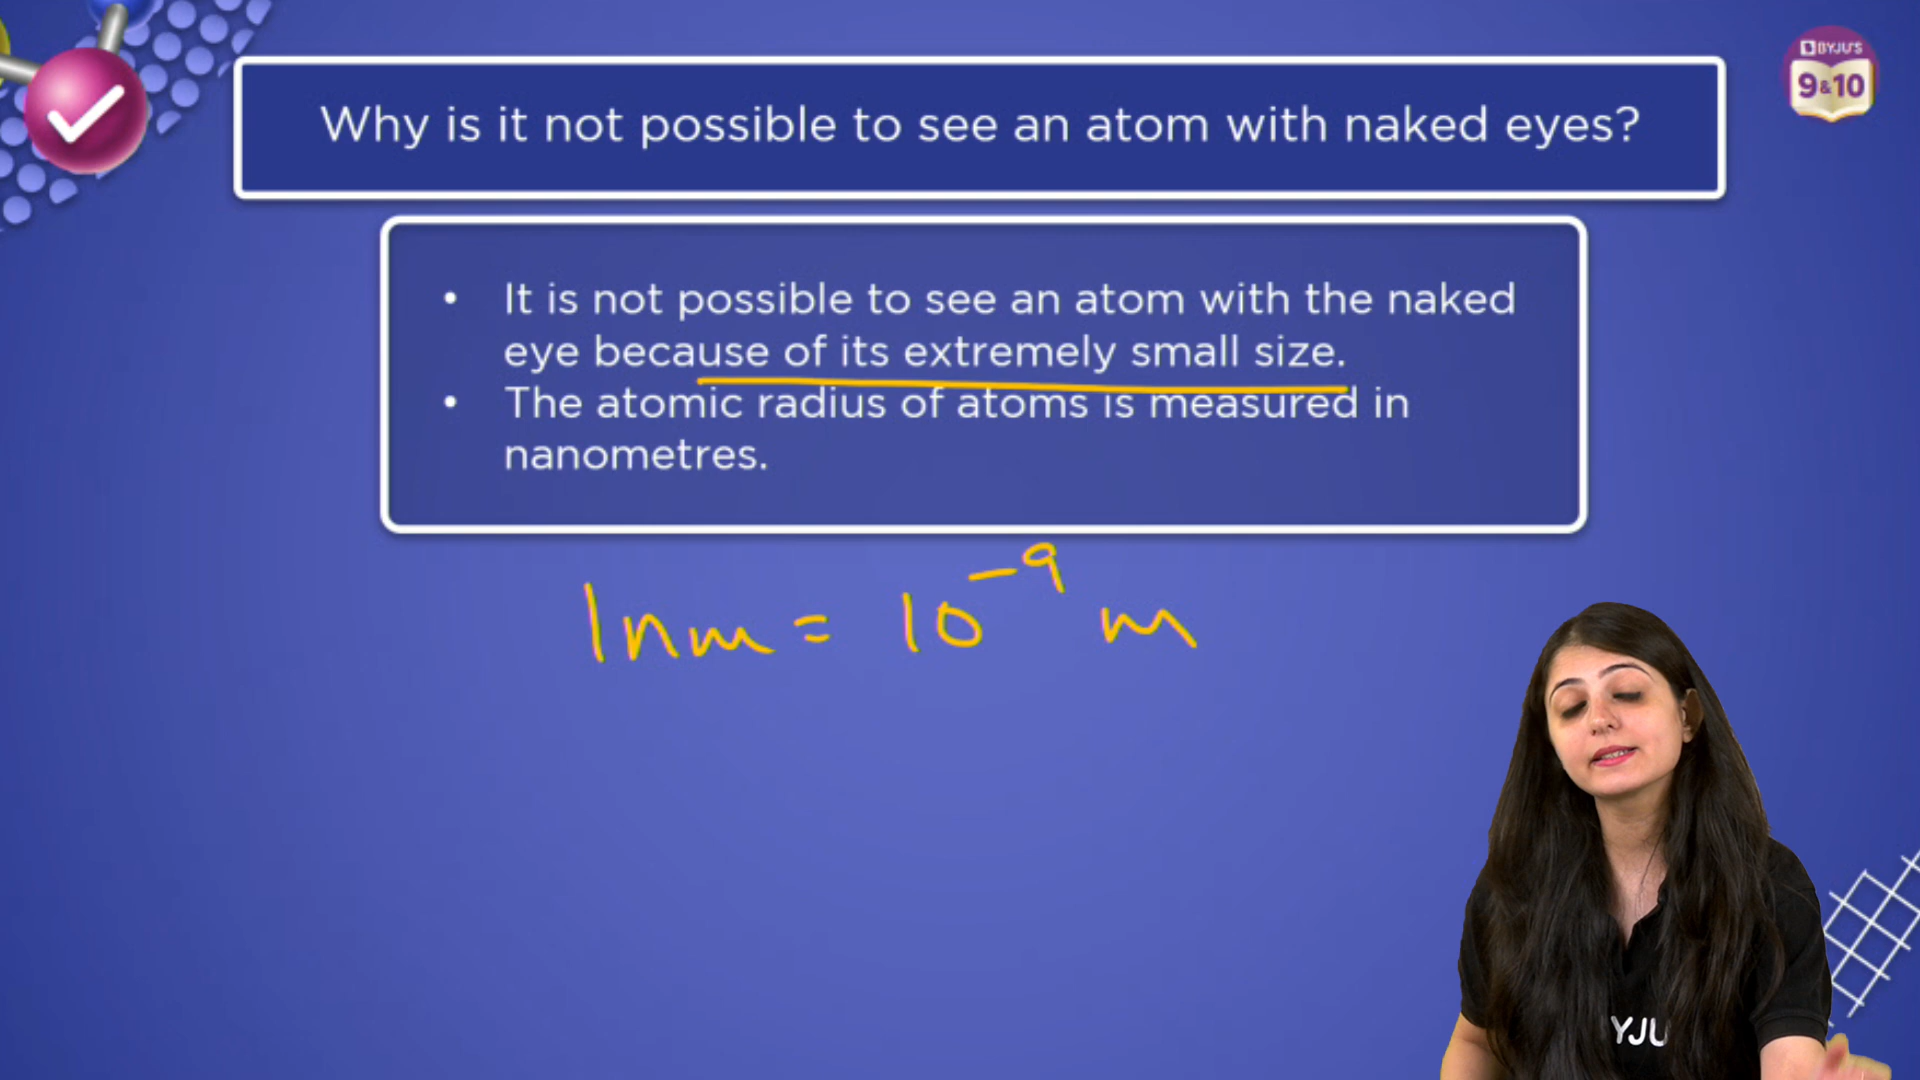 BYJU'S
9&10
Why is it not possible to see an atom with naked eyes?
• It is not possible to see an atom with the naked
eye because of its extremely small size.
• The atomic radius of atoms is measured in
nanometres.
1nm = 10⁻⁹ m
YJU